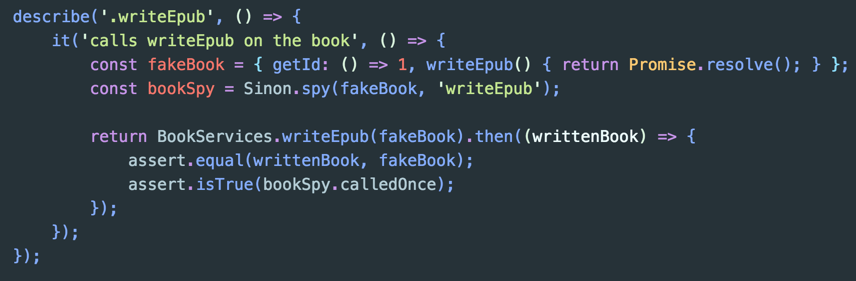 describe('.writeEpub', () => {
    it('calls writeEpub on the book', () => {
        const fakeBook = { getId: () => 1, writeEpub() { return Promise.resolve(); } };
        const bookSpy = Sinon.spy(fakeBook, 'writeEpub');

        return BookServices.writeEpub(fakeBook).then((writtenBook) => {
            assert.equal(writtenBook, fakeBook);
            assert.isTrue(bookSpy.calledOnce);
        });
    });
});